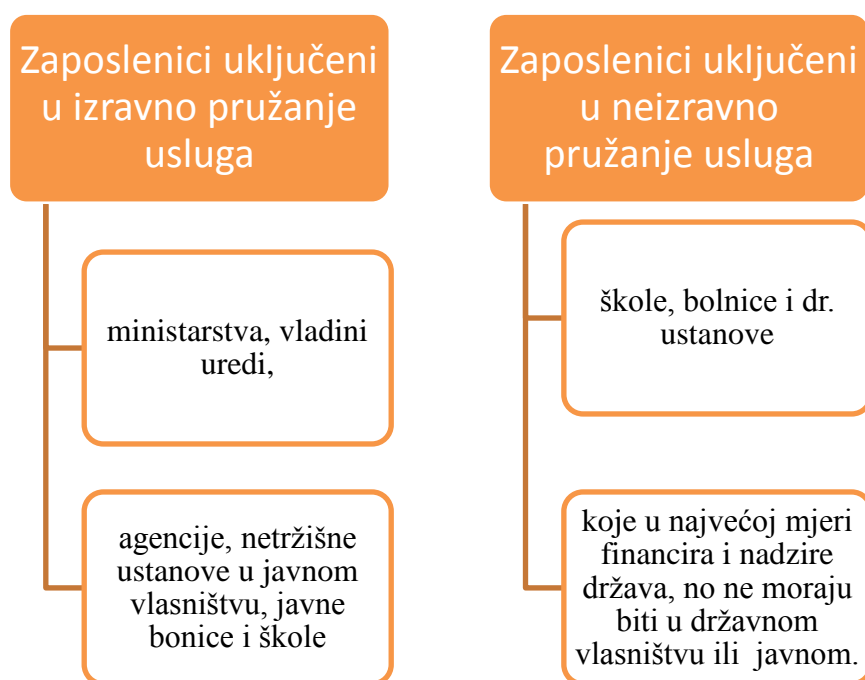 Zaposlenici uključeni
u izravno pružanje
usluga
ministarstva, vladini
uredi,
agencije, netržišne
ustanove u javnom
vlasništvu, javne
bonice i škole
Zaposlenici uključeni
u neizravno
pružanje usluga
škole, bolnice i dr.
ustanove
koje u najvećoj mjeri
financira i nadzire
država, no ne moraju
biti u državnom
vlasništvu ili javnom.